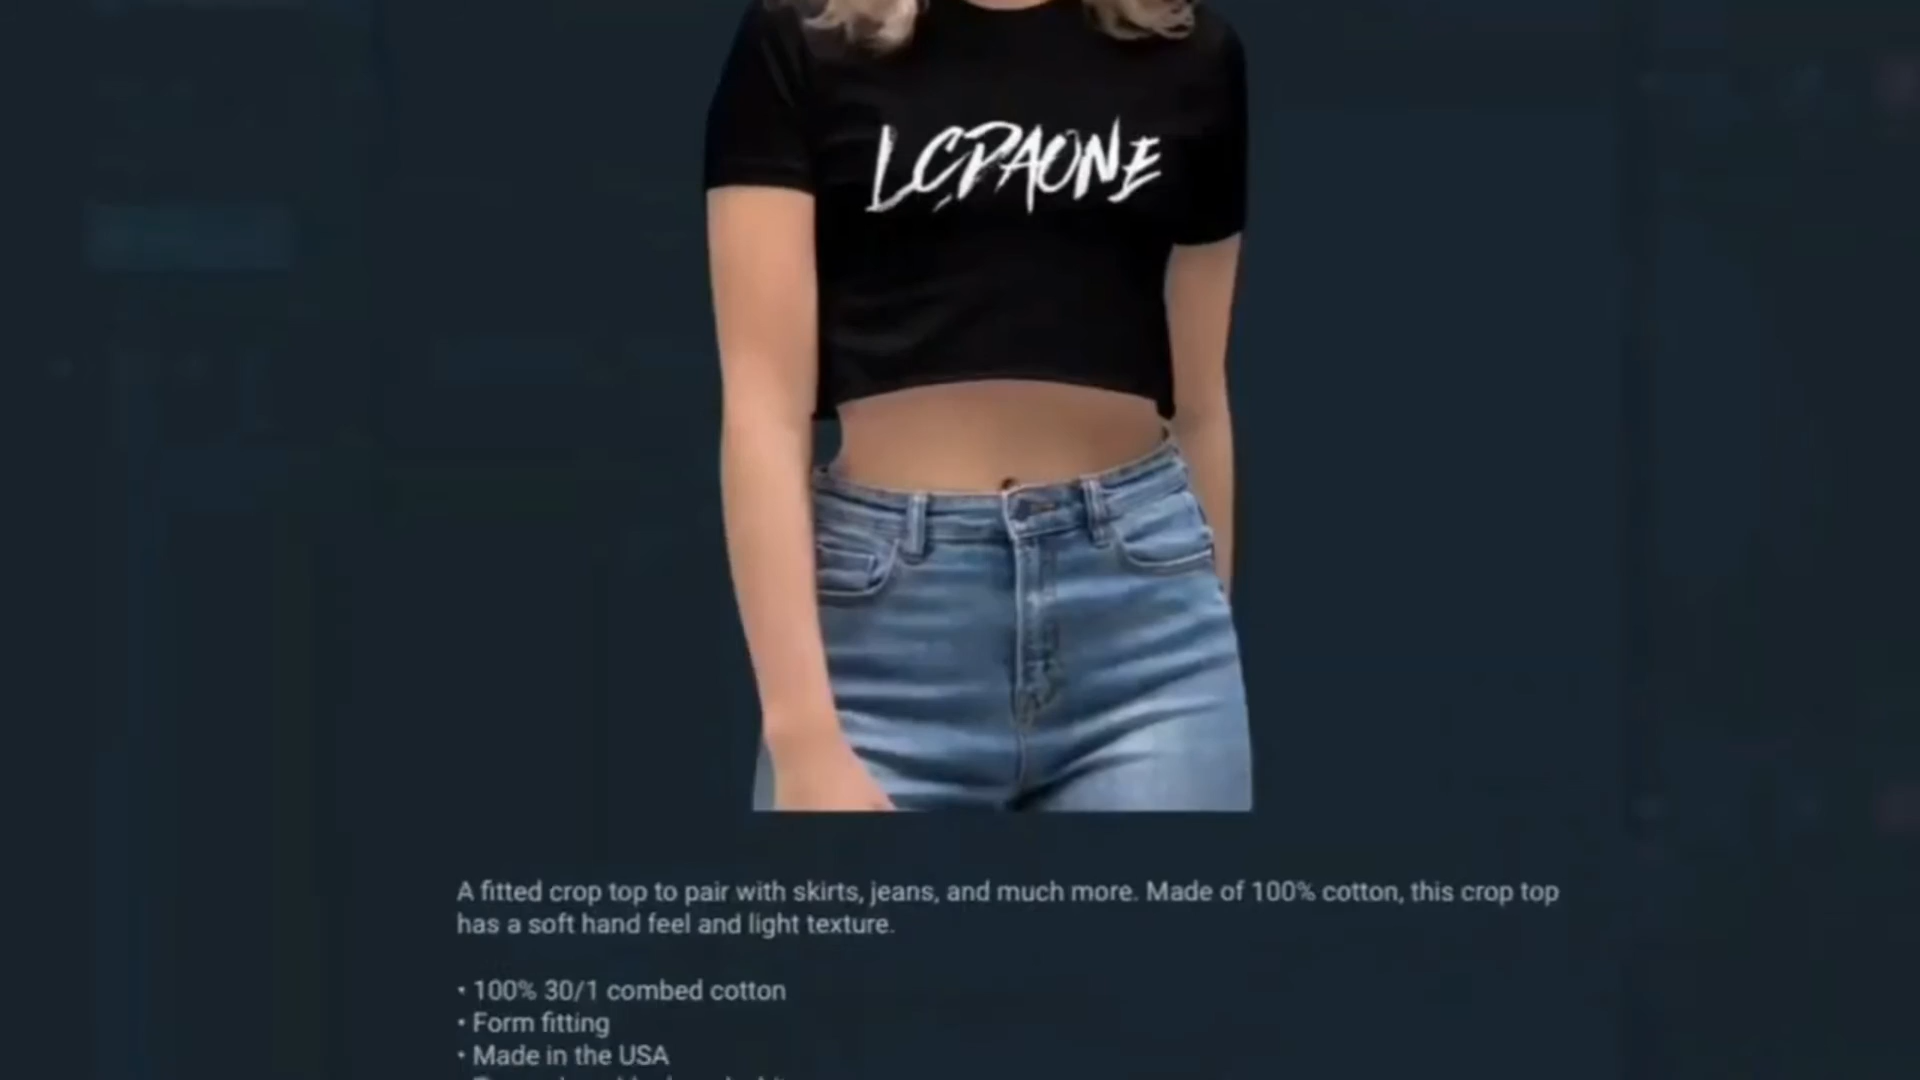 LCPAONE
A fitted crop top to pair with skirts, jeans, and much more. Made of 100% cotton, this crop top
has a soft hand feel and light texture.
• 100% 30/1 combed cotton
• Form fitting
• Made in the USA